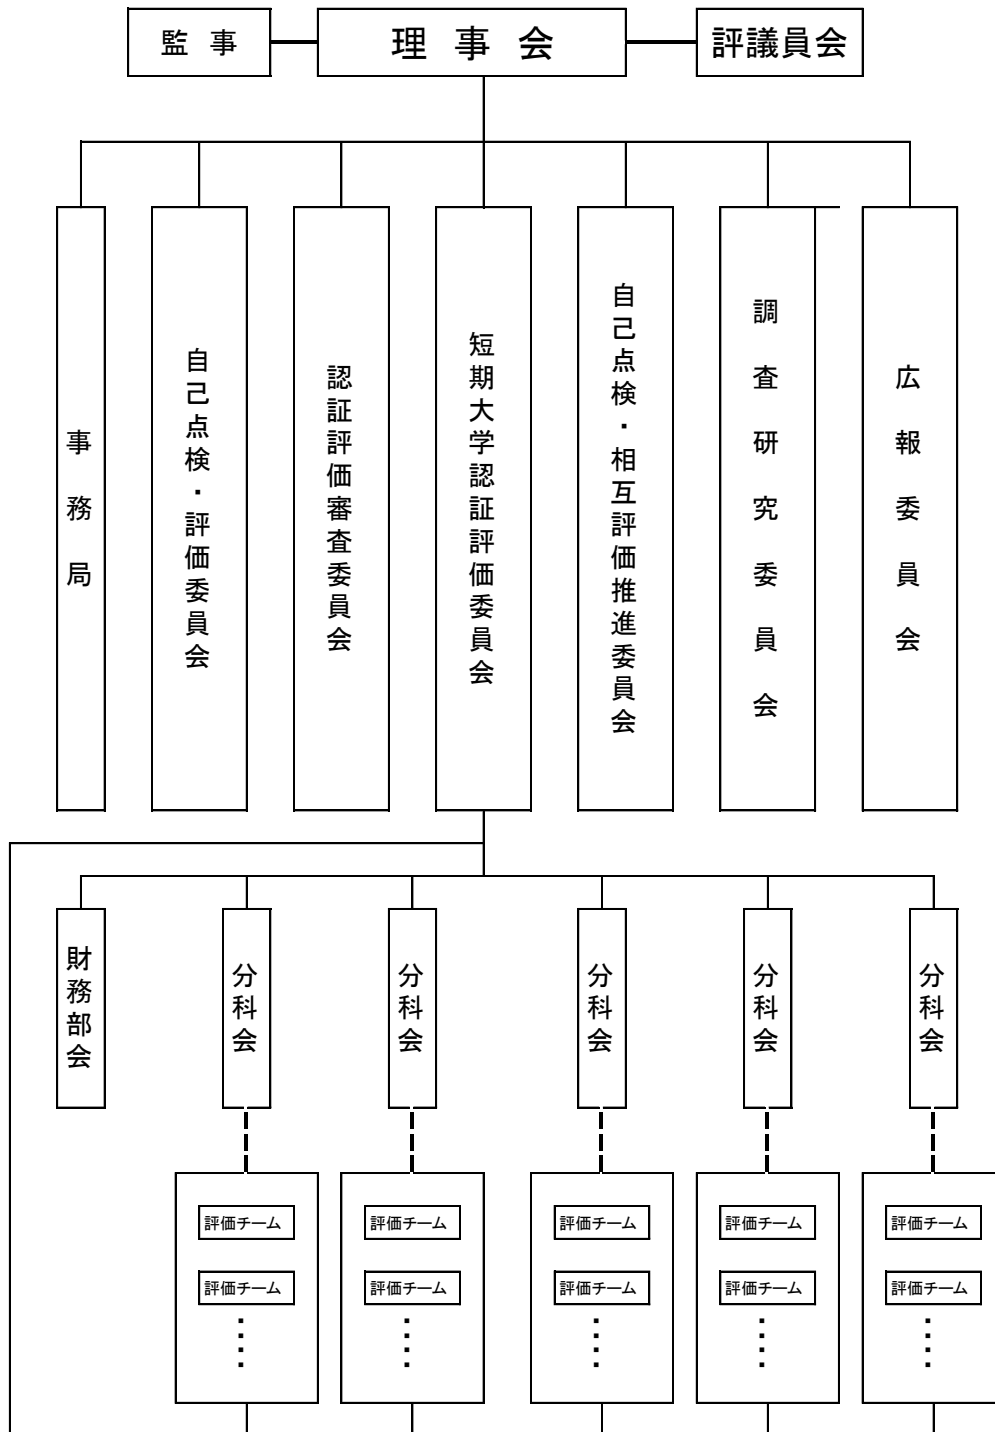 監 事
理 事 会
評議員会
事務局
自己点検・評価委員会
認証評価審査委員会
短期大学認証評価委員会
自己点検・相互評価推進委員会
調査研究委員会
広報委員会
財務部会
分科会
分科会
分科会
分科会
分科会
評価チーム
評価チーム
評価チーム
評価チーム
評価チーム
評価チーム
評価チーム
評価チーム
評価チーム
評価チーム